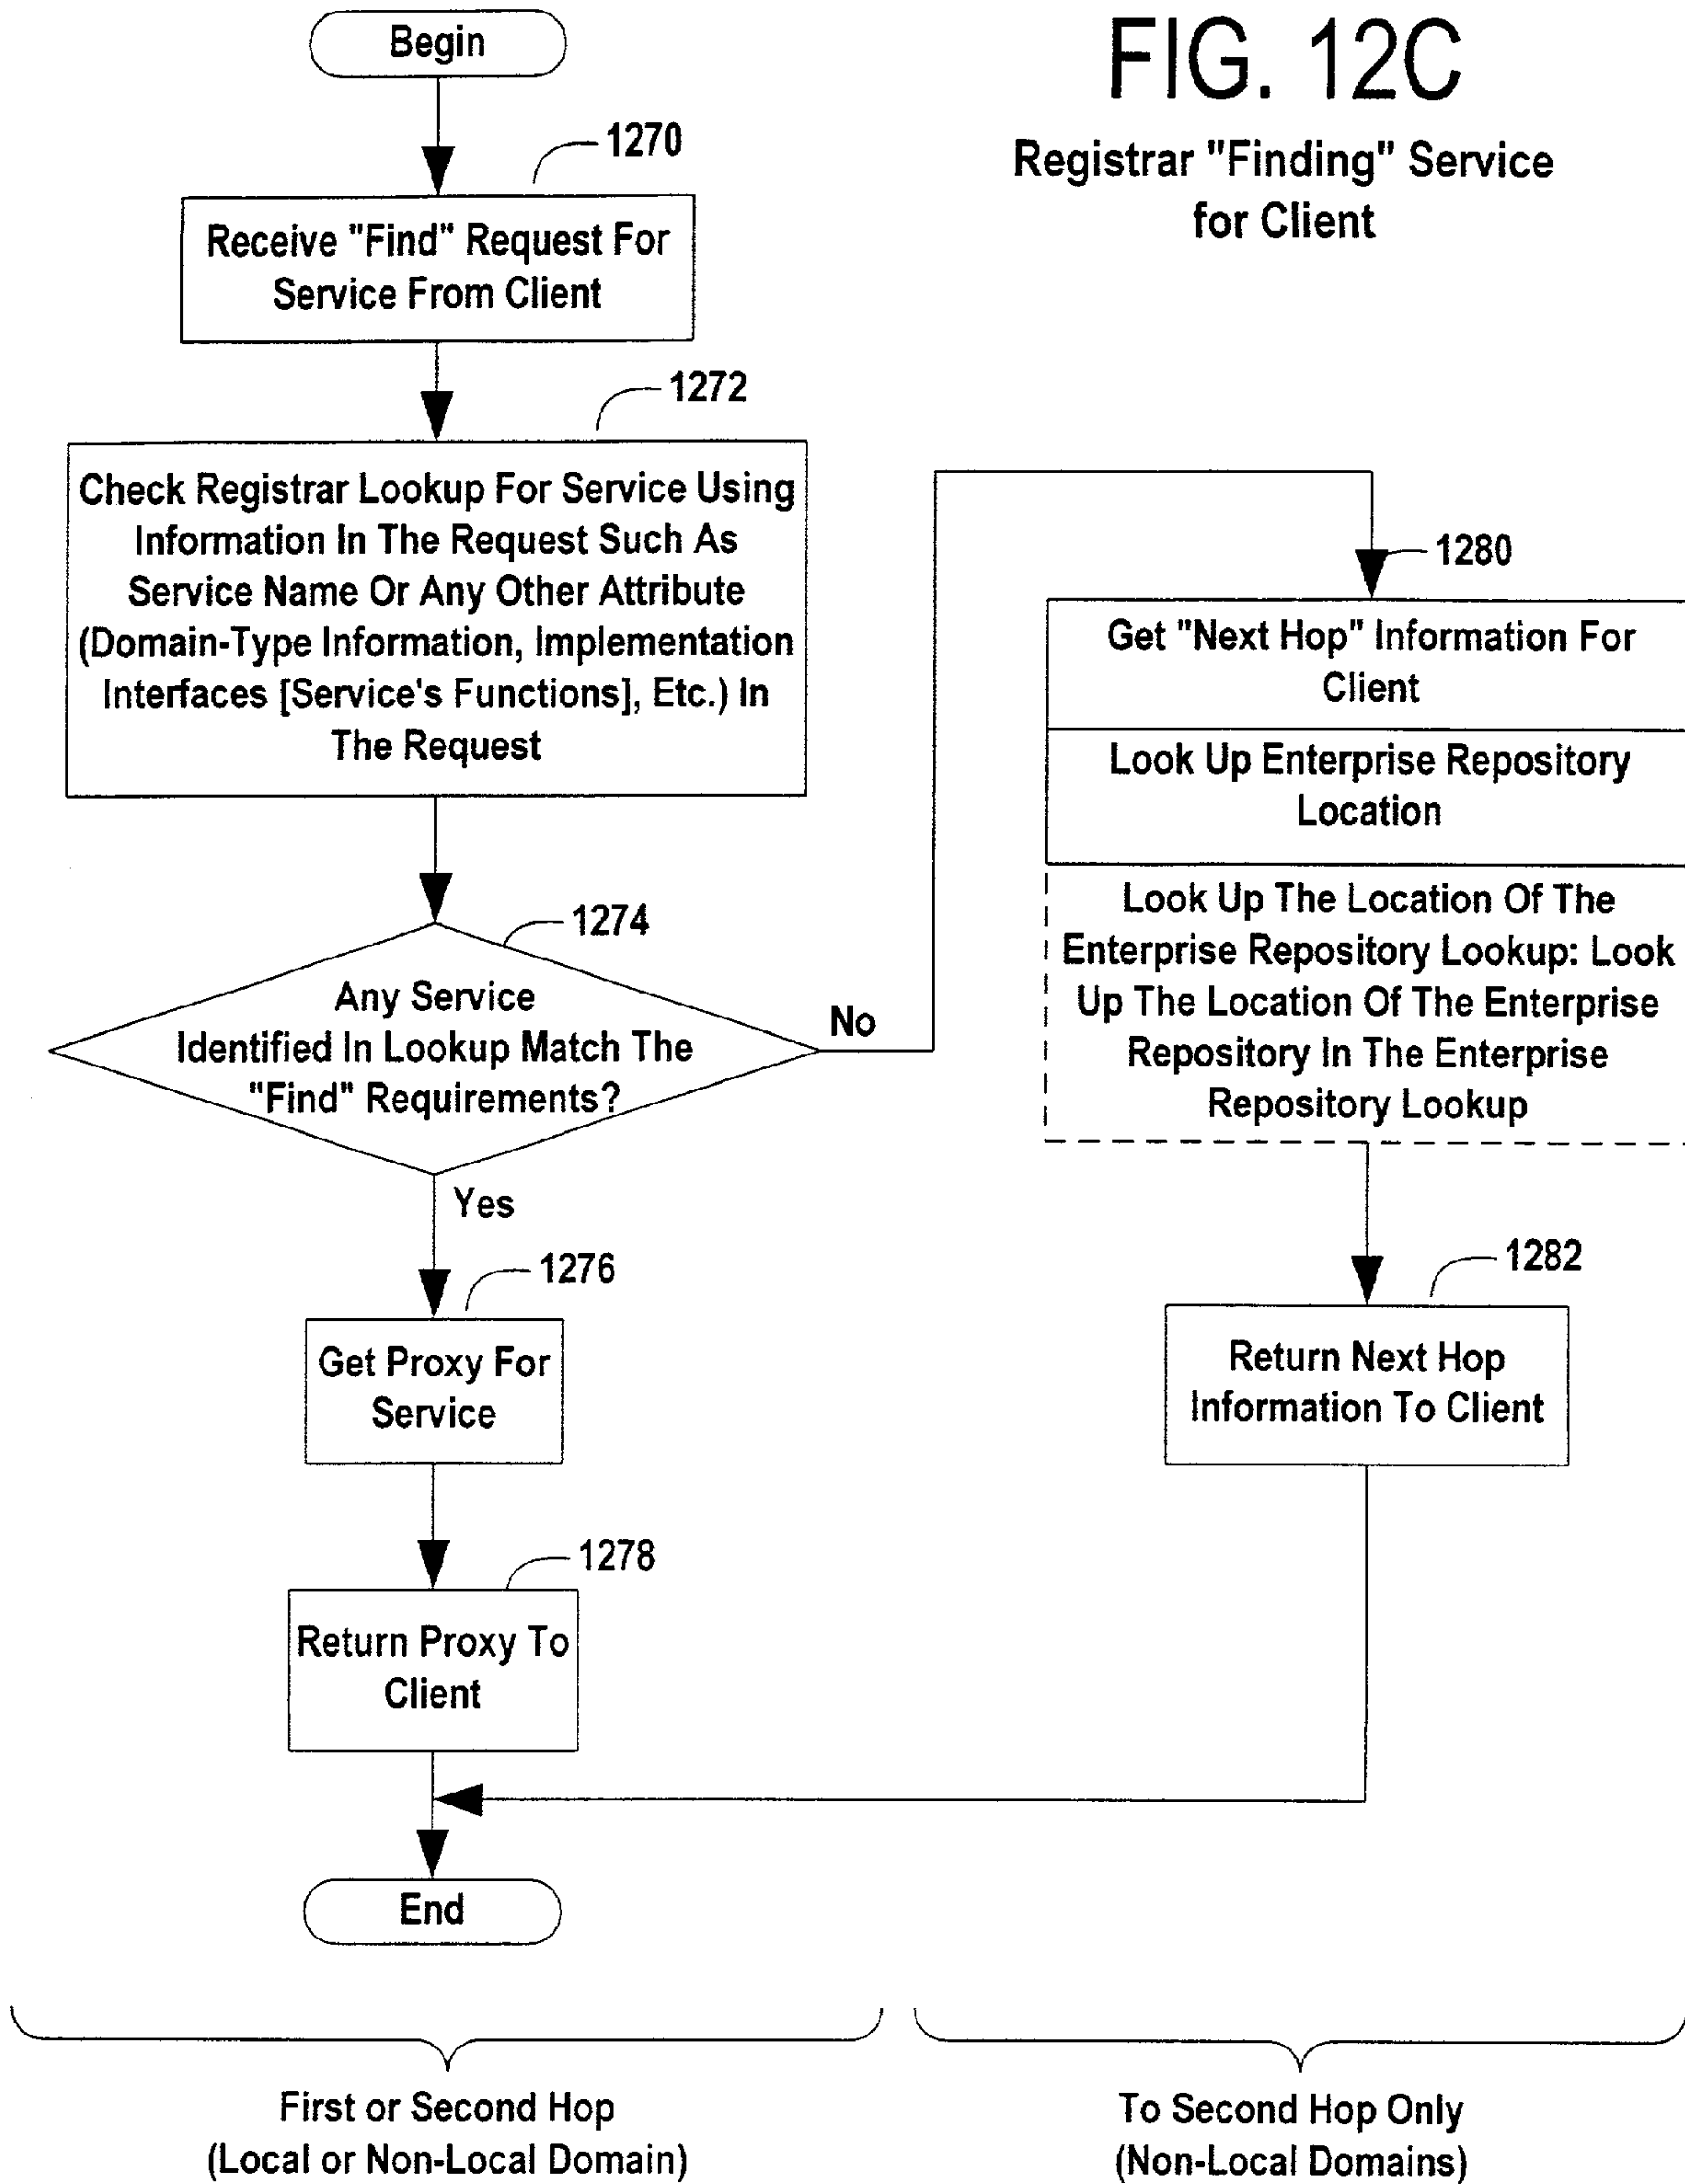 Begin
FIG. 12C
Registrar "Finding" Service
for Client
1270
Receive "Find" Request For
Service From Client
1272
Check Registrar Lookup For Service Using
Information In The Request Such As
Service Name Or Any Other Attribute
(Domain-Type Information, Implementation
Interfaces [Service's Functions], Etc.) In
The Request
1274
Any Service
Identified In Lookup Match The
"Find" Requirements?
No
Yes
1276
Get Proxy For
Service
1278
Return Proxy To
Client
End
1280
Get "Next Hop" Information For
Client
Look Up Enterprise Repository
Location
Look Up The Location Of The
Enterprise Repository Lookup: Look
Up The Location Of The Enterprise
Repository In The Enterprise
Repository Lookup
1282
Return Next Hop
Information To Client
First or Second Hop
(Local or Non-Local Domain)
To Second Hop Only
(Non-Local Domains)